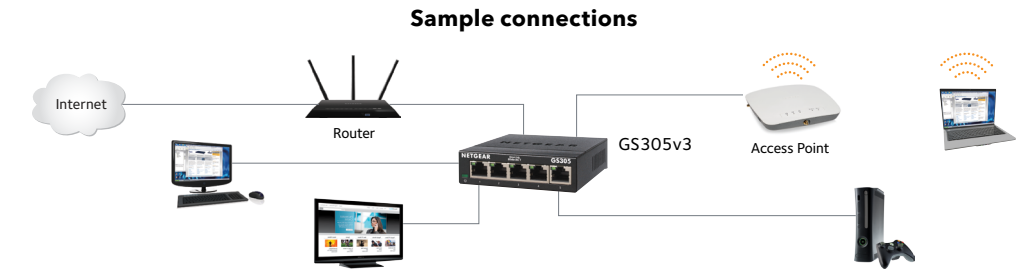 Sample connections
Internet
Router
NETGEAR
GS305
GS305v3
Access Point